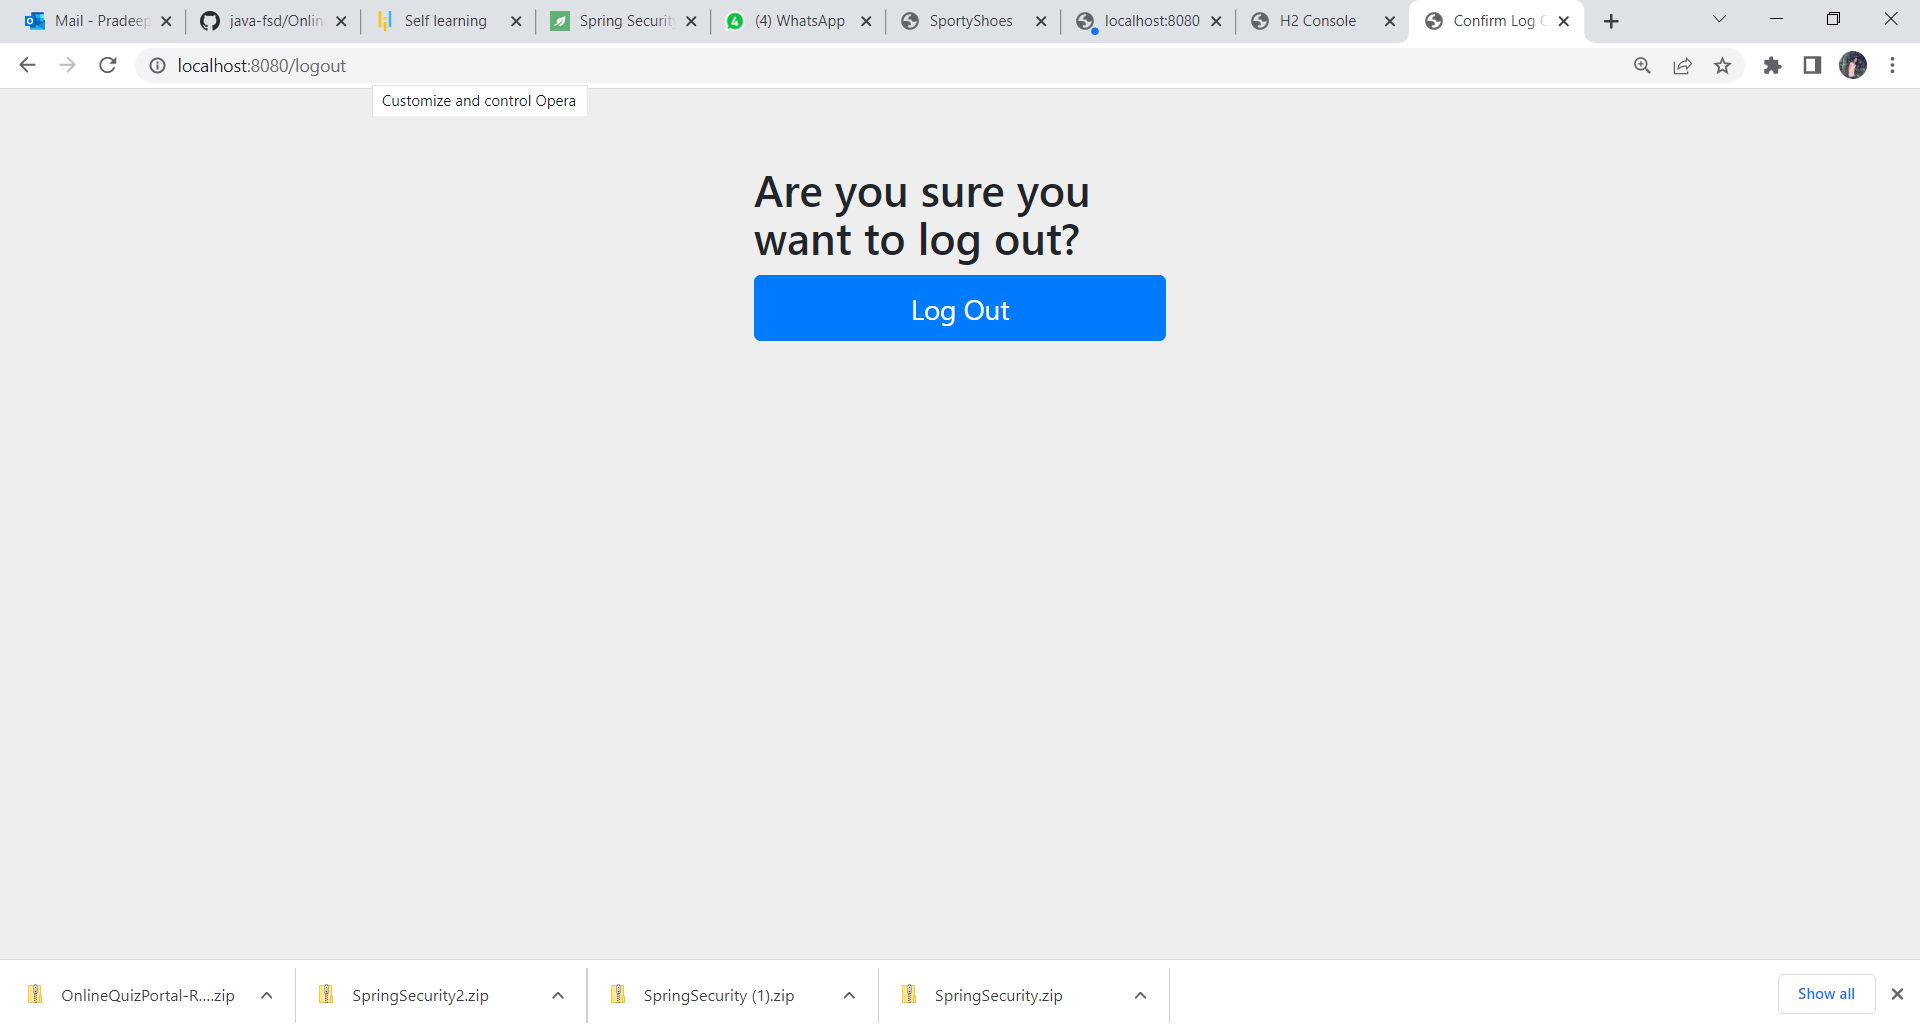 Mail - Pradeep
java-fsd/Onlin
Self learning
Spring Securit
(4) WhatsApp
SportyShoes
localhost:8080
H2 Console
Confirm Log O
localhost:8080/logout
Customize and control Opera
Are you sure you
want to log out?
Log Out
OnlineQuizPortal-R....zip
SpringSecurity2.zip
SpringSecurity (1).zip
SpringSecurity.zip
Show all